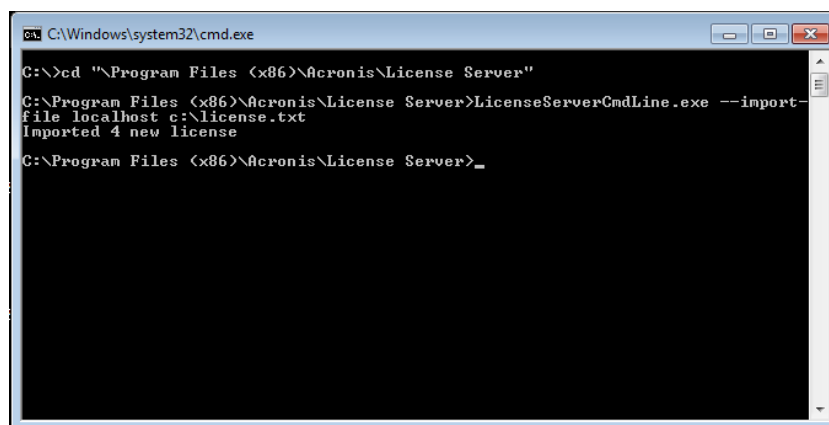 C:\Windows\system32\cmd.exe
C:\>cd "\Program Files (x86)\Acronis\License Server"
C:\Program Files (x86)\Acronis\License Server>LicenseServerCmdLine.exe --import-
file localhost c:\license.txt
Imported 4 new license
C:\Program Files (x86)\Acronis\License Server>_